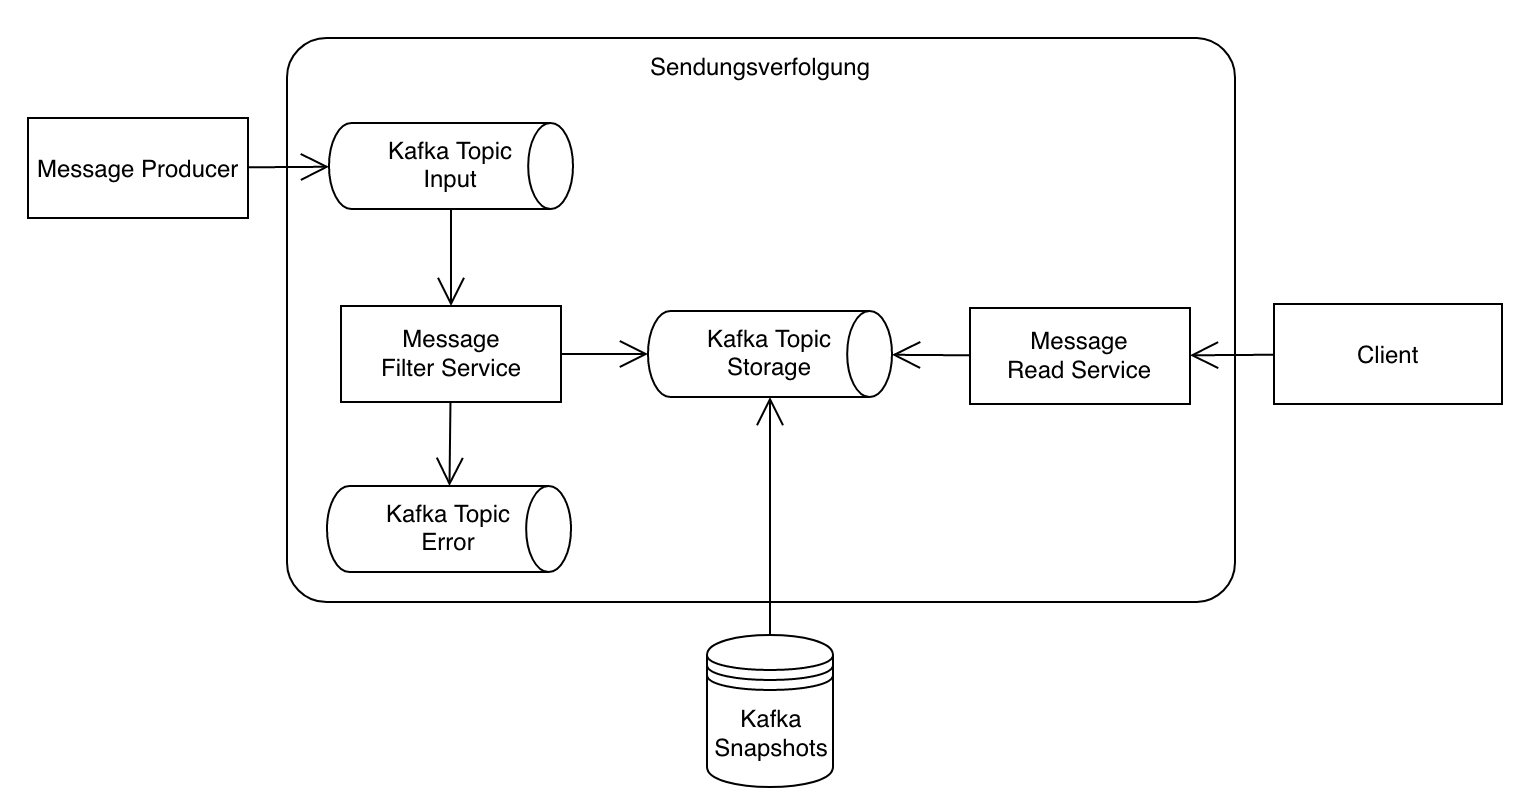 Sendungsverfolgung
Message Producer
Kafka Topic
Input
Message
Filter Service
Kafka Topic
Storage
Message
Read Service
Client
Kafka Topic
Error
Kafka
Snapshots